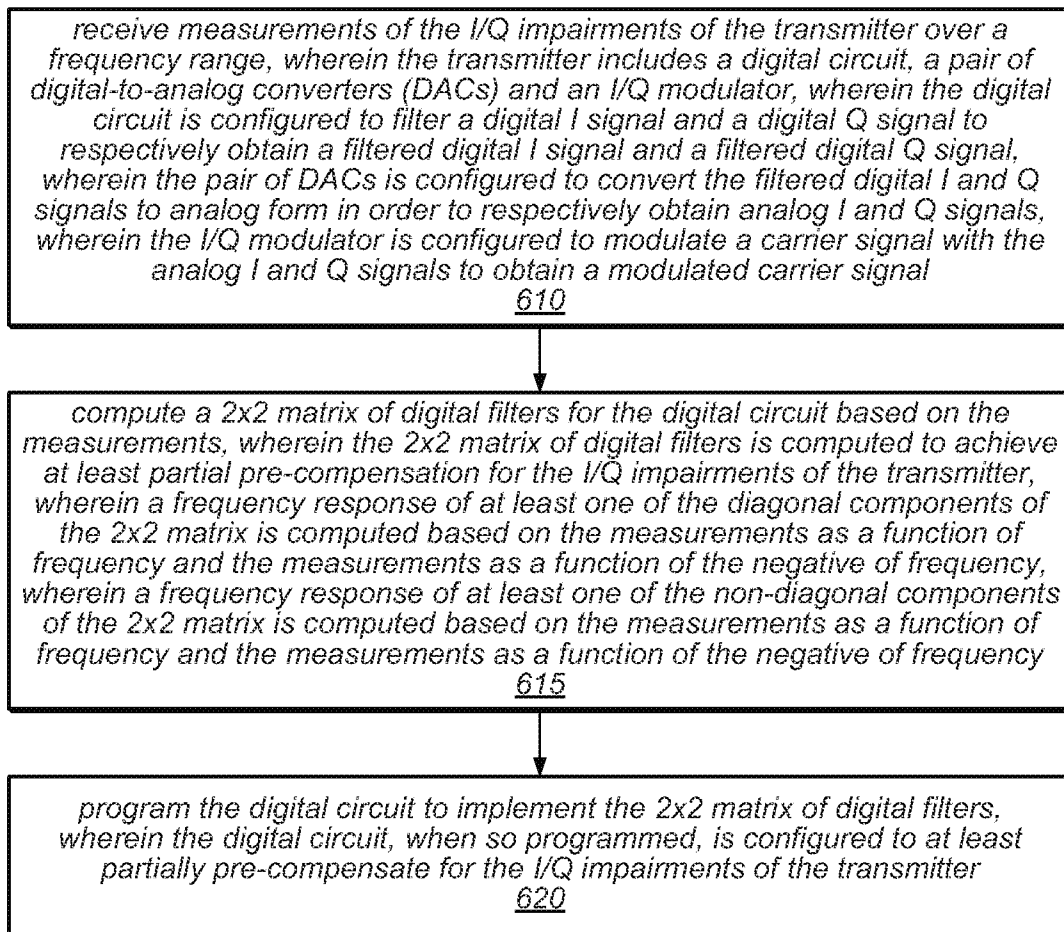 receive measurements of the I/Q impairments of the transmitter over a
frequency range, wherein the transmitter includes a digital circuit, a pair of
digital-to-analog converters (DACs) and an I/Q modulator, wherein the digital
circuit is configured to filter a digital I signal and a digital Q signal to
respectively obtain a filtered digital I signal and a filtered digital Q signal,
wherein the pair of DACs is configured to convert the filtered digital I and Q
signals to analog form in order to respectively obtain analog I and Q signals,
wherein the I/Q modulator is configured to modulate a carrier signal with the
analog I and Q signals to obtain a modulated carrier signal
610
compute a 2x2 matrix of digital filters for the digital circuit based on the
measurements, wherein the 2x2 matrix of digital filters is computed to achieve
at least partial pre-compensation for the I/Q impairments of the transmitter,
wherein a frequency response of at least one of the diagonal components of
the 2x2 matrix is computed based on the measurements as a function of
frequency and the measurements as a function of the negative of frequency,
wherein a frequency response of at least one of the non-diagonal components
of the 2x2 matrix is computed based on the measurements as a function of
frequency and the measurements as a function of the negative of frequency
615
program the digital circuit to implement the 2x2 matrix of digital filters,
wherein the digital circuit, when so programmed, is configured to at least
partially pre-compensate for the I/Q impairments of the transmitter
620